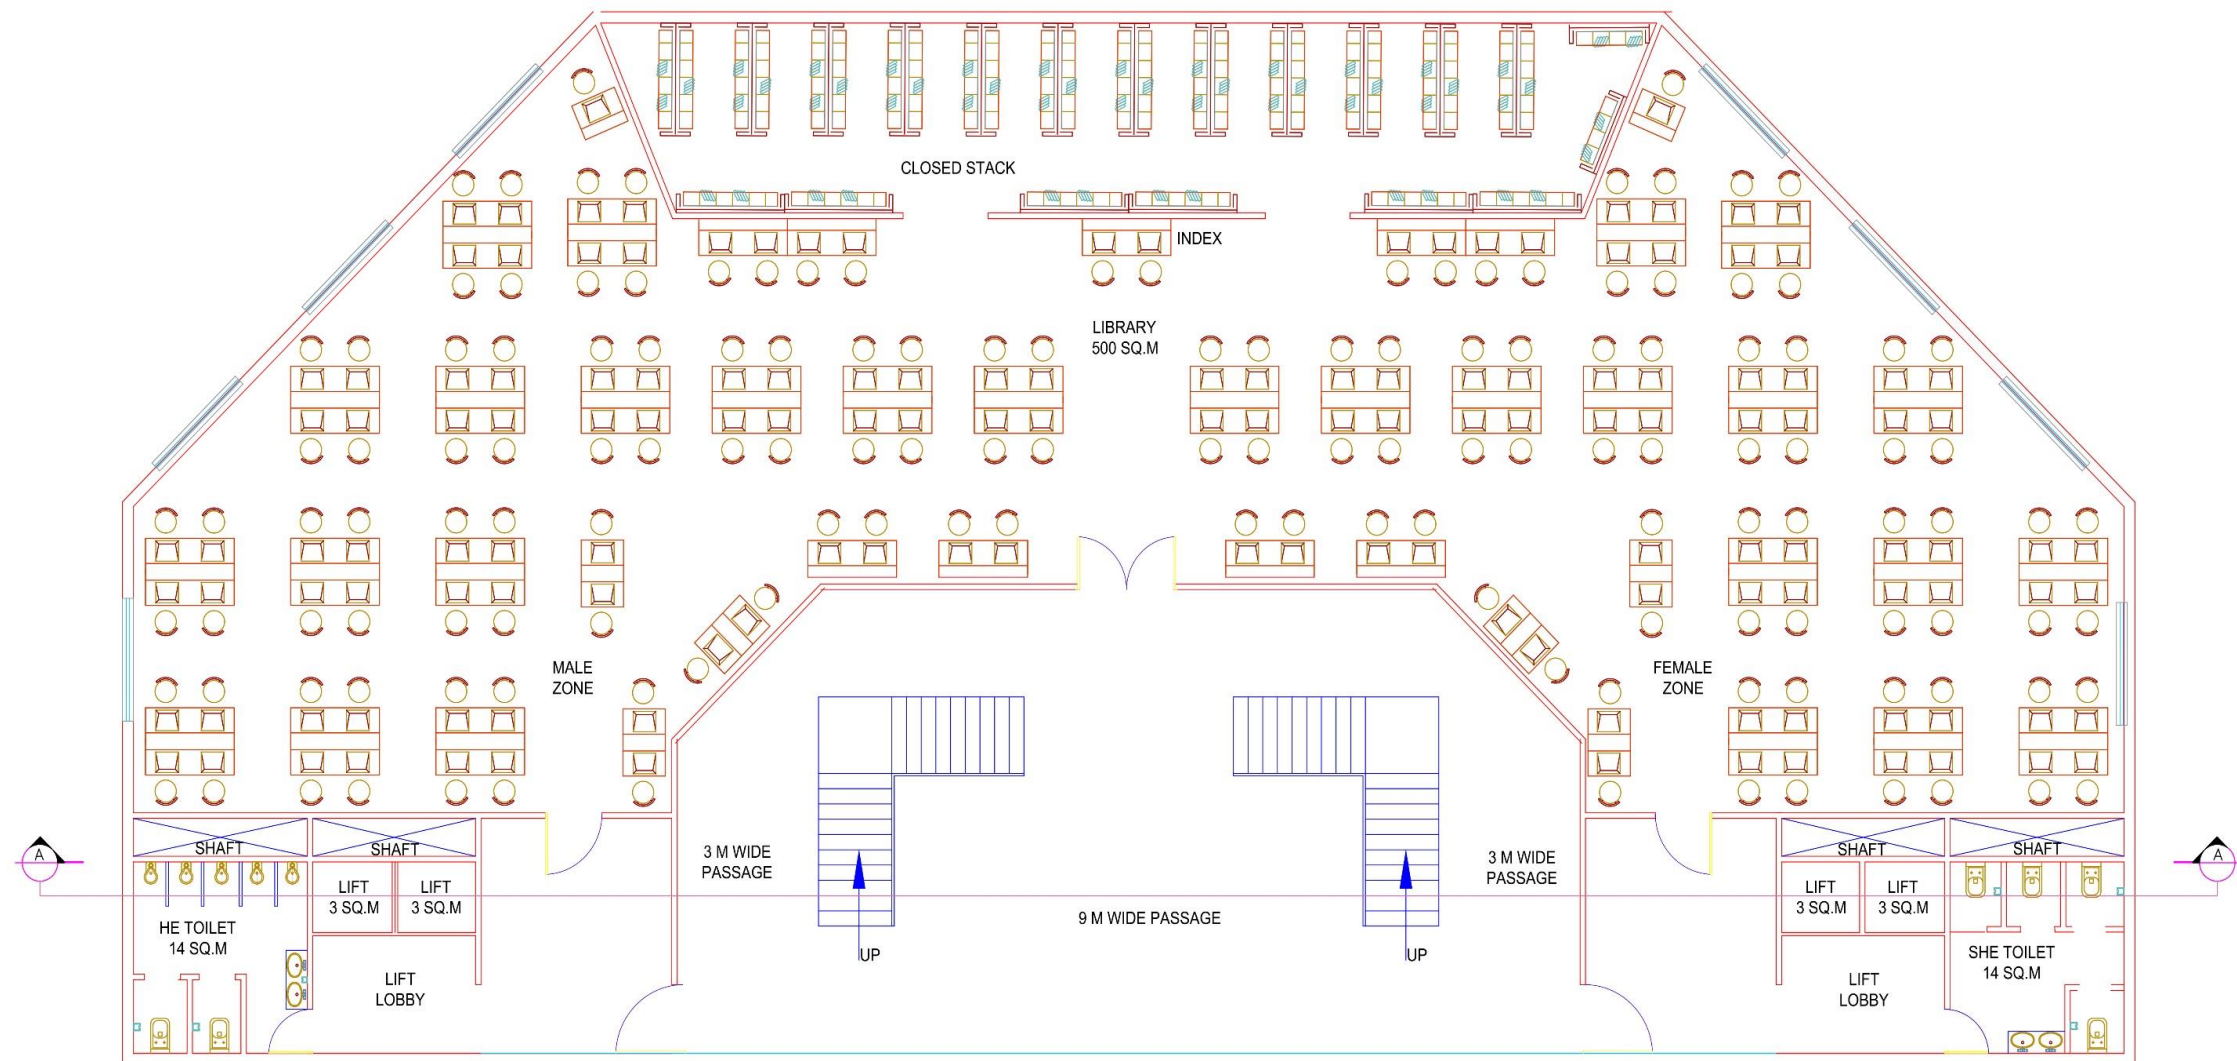 CLOSED STACK
INDEX
LIBRARY
500 SQ.M
MALE
ZONE
FEMALE
ZONE
SHAFT
SHAFT
SHAFT
SHAFT
A
A
3 M WIDE
PASSAGE
3 M WIDE
PASSAGE
LIFT
3 SQ.M
LIFT
3 SQ.M
LIFT
3 SQ.M
LIFT
3 SQ.M
9 M WIDE PASSAGE
HE TOILET
14 SQ.M
UP
UP
SHE TOILET
14 SQ.M
LIFT
LOBBY
LIFT
LOBBY